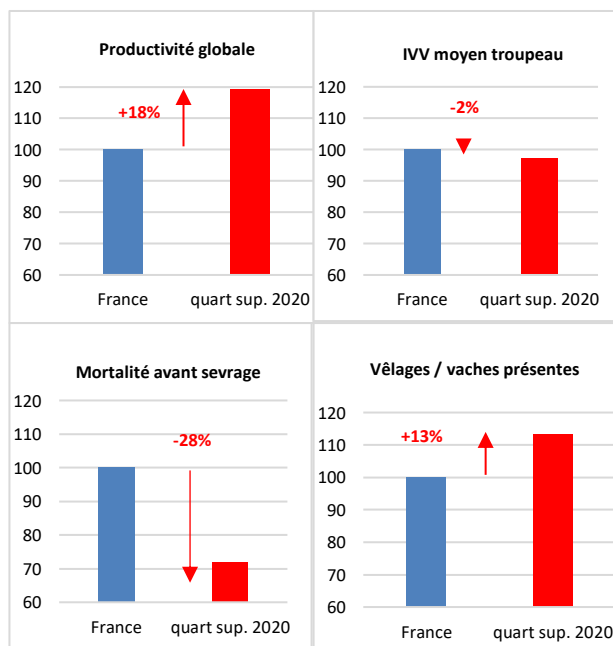 Productivité globale
120
110
100
90
80
70
60
+18%
France
quart sup. 2020
IVV moyen troupeau
120
110
100
90
80
70
60
-2%
France
quart sup. 2020
Mortalité avant sevrage
120
110
100
90
80
70
60
-28%
France
quart sup. 2020
Vêlages / vaches présentes
120
110
100
90
80
70
60
+13%
France
quart sup. 2020